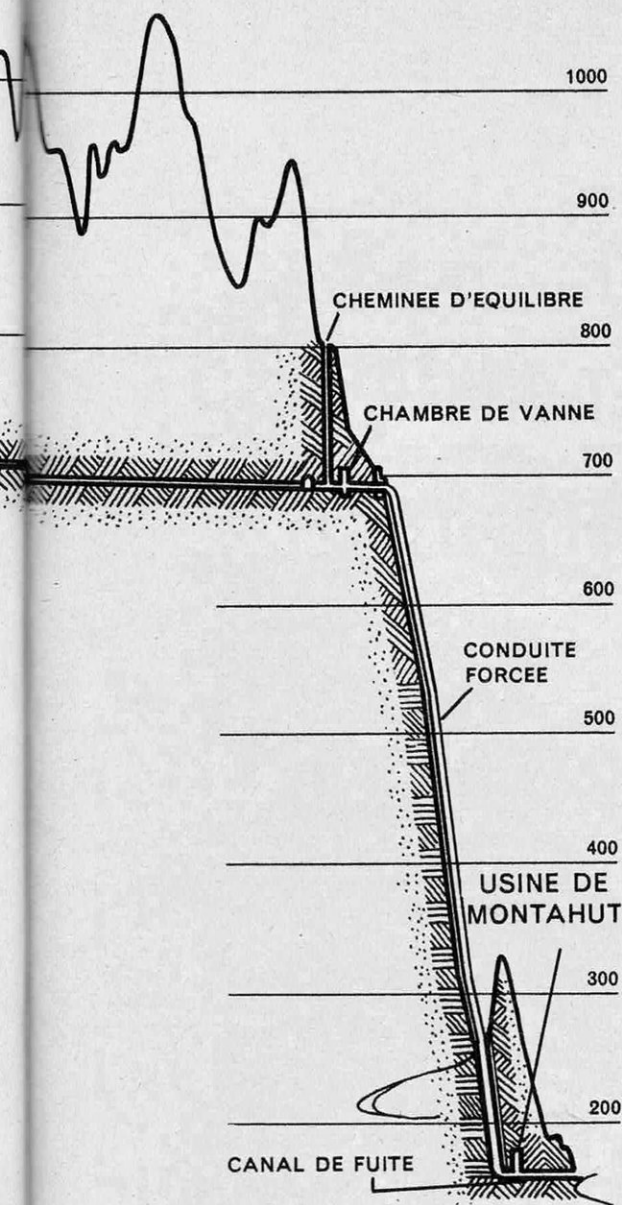 1000
900
CHEMINEE D'EQUILIBRE
800
CHAMBRE DE VANNE
700
600
CONDUITE
FORCEE
500
400
USINE DE
MONTAHUT
300
200
CANAL DE FUITE